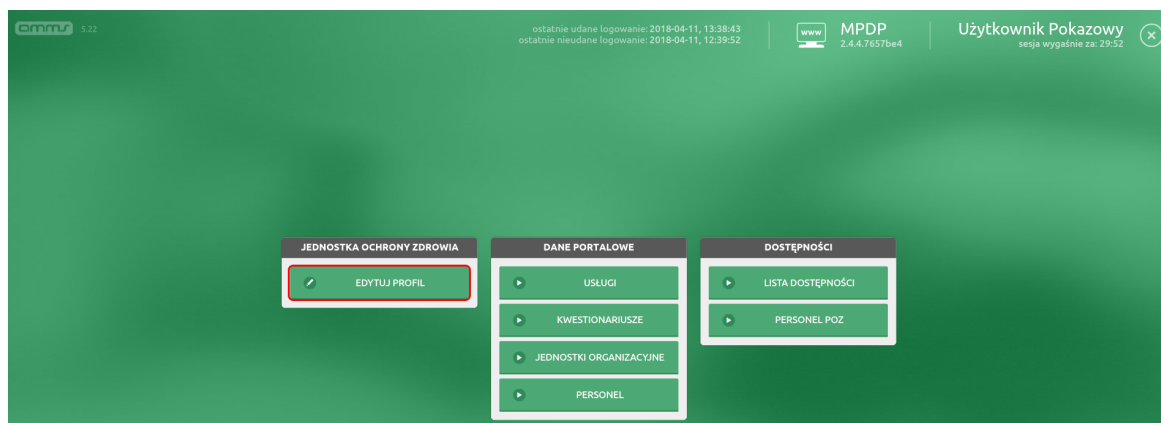 ammsr 5.22
ostatnie udane logowanie: 2018-04-11, 13:38:43
ostatnie nieudane logowanie: 2018-04-11, 12:39:52
www
MPDP
2.4.4.7657be4
Użytkownik Pokazowy
sesja wygaśnie za: 29:52
JEDNOSTKA OCHRONY ZDROWIA
EDYTUJ PROFIL
DANE PORTALOWE
USŁUGI
KWESTIONARIUSZE
JEDNOSTKI ORGANIZACYJNE
PERSONEL
DOSTĘPNOŚCI
LISTA DOSTĘPNOŚCI
PERSONEL POZ